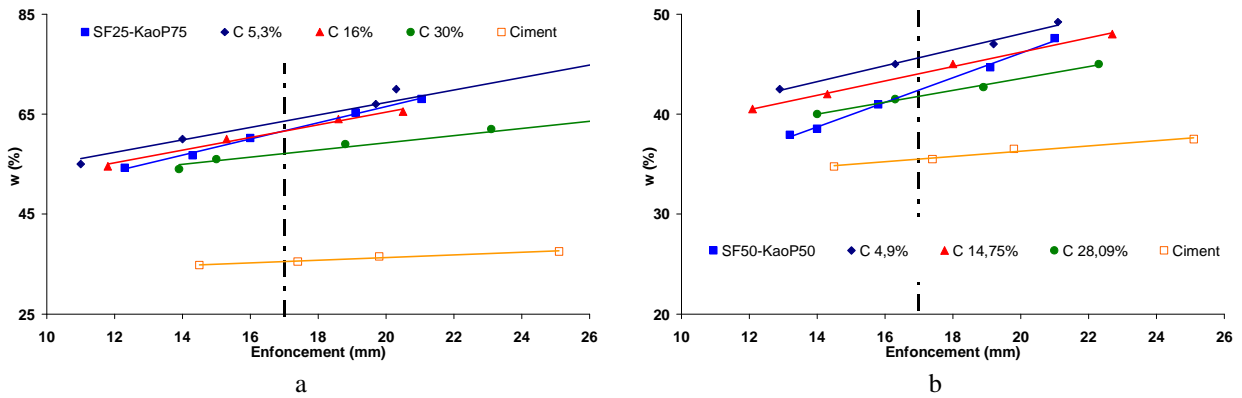 SF25-KaoP75 C 5,3% C 16% C 30% Ciment
85
65
45
25
w (%)
10 12 14 16 18 20 22 24 26
Enfoncement (mm)
a
50
40
30
20
w (%)
SF50-KaoP50 C 4,9% C 14,75% C 28,09% Ciment
10 12 14 16 18 20 22 24 26
Enfoncement (mm)
b